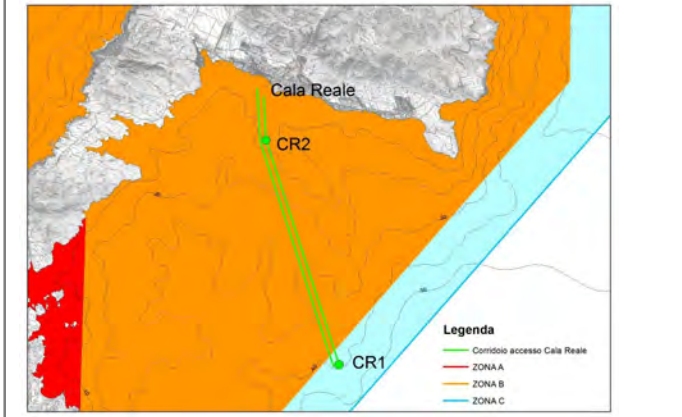 Cala Reale
CR2
CR1
Legenda
Corridoio accesso Cala Reale
ZONA A
ZONA B
ZONA C